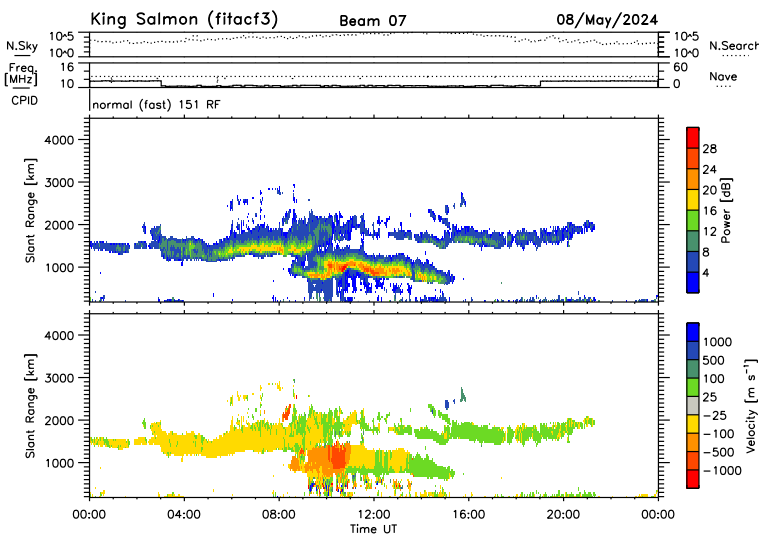 King Salmon (fitacf3) Beam 07 08/May/2024
N.Sky 10^5 10^0 10^5 10^0 N.Search
Freq. [MHz] 16 10 60 0 Nave
CPID normal (fast) 151 RF
Slant Range [km] 4000 3000 2000 1000
28 24 20 16 12 8 4 Power [dB]
Slant Range [km] 4000 3000 2000 1000
1000 500 100 25 -25 -100 -500 -1000 Velocity [m s⁻¹]
00:00 04:00 08:00 12:00 16:00 20:00 00:00
Time UT